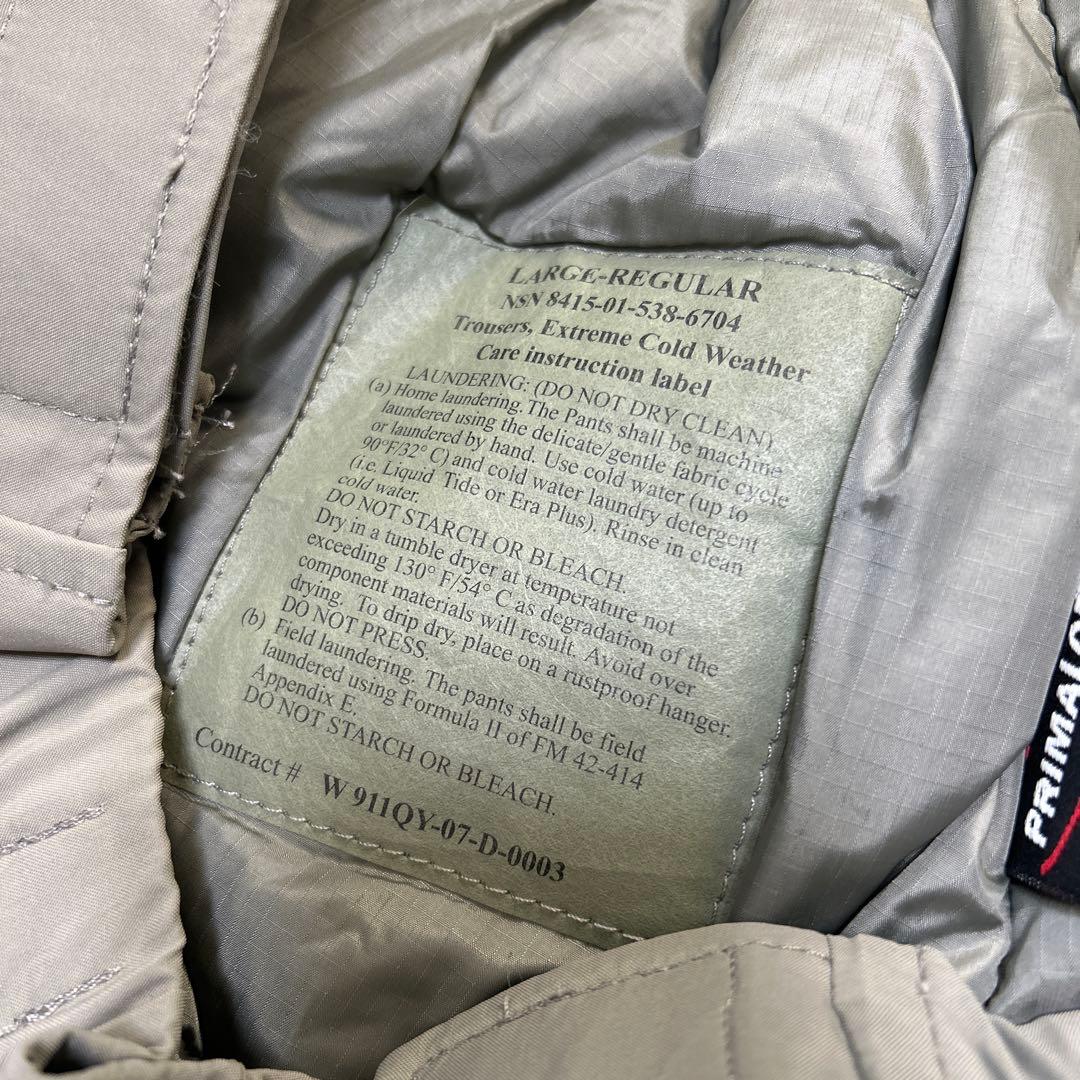 LARGE-REGULAR
NSN 8415-01-538-6704
Trousers, Extreme Cold Weather
Care instruction label
LAUNDERING: (DO NOT DRY CLEAN)
(a) Home laundering. The Pants shall be machine
laundered using the delicate/gentle fabric cycle
or laundered by hand. Use cold water (up to
90°F/32° C) and cold water laundry detergent
(i.e. Liquid Tide or Era Plus). Rinse in clean
cold water.
DO NOT STARCH OR BLEACH.
Dry in a tumble dryer at temperature not
exceeding 130° F/54° C as degradation of the
component materials will result. Avoid over
drying. To drip dry, place on a rustproof hanger.
DO NOT PRESS.
(b) Field laundering. The pants shall be field
laundered using Formula II of FM 42-414
Appendix E.
DO NOT STARCH OR BLEACH.
Contract # W 911QY-07-D-0003